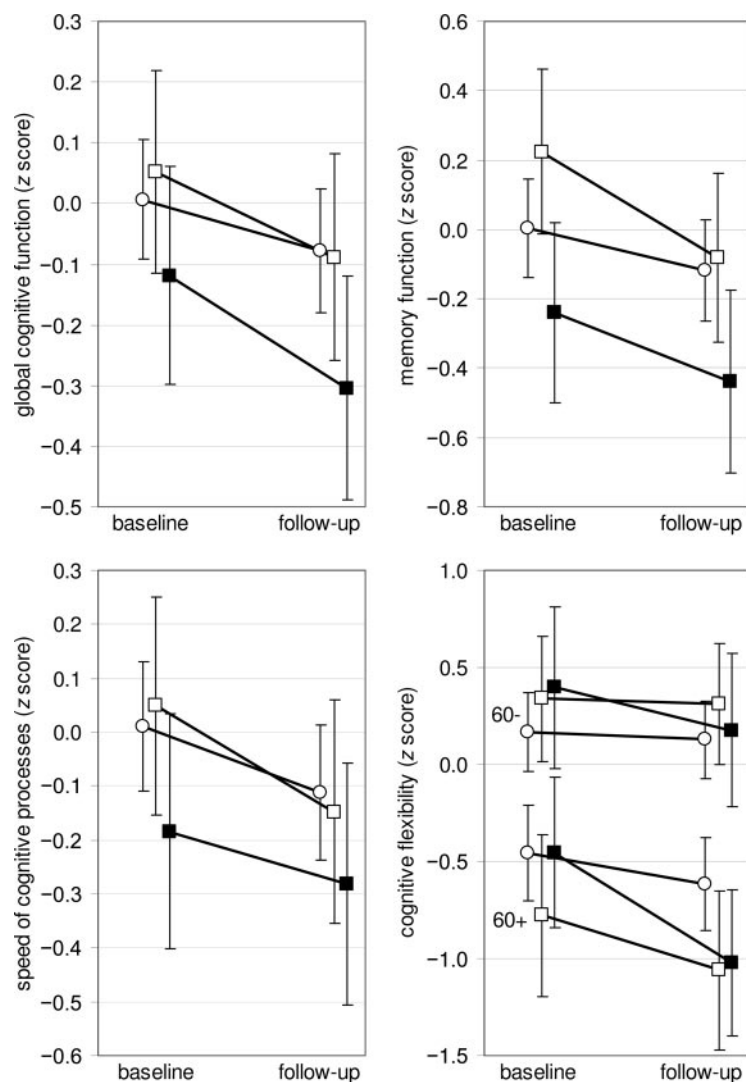 global cognitive function (z score)
0.3
0.2
0.1
0.0
−0.1
−0.2
−0.3
−0.4
−0.5
baseline
follow-up
memory function (z score)
0.6
0.4
0.2
0.0
−0.2
−0.4
−0.6
−0.8
baseline
follow-up
speed of cognitive processes (z score)
0.3
0.2
0.1
0.0
−0.1
−0.2
−0.3
−0.4
−0.5
−0.6
baseline
follow-up
cognitive flexibility (z score)
1.0
0.5
0.0
−0.5
−1.0
−1.5
60-
60+
baseline
follow-up